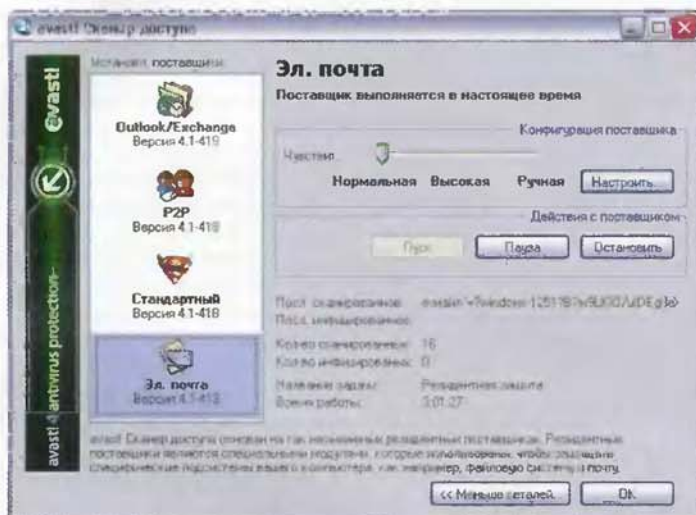 avast! Сканер доступа
avast! 4 antivirus protection
avast!
Установл. поставщики:
Outlook/Exchange
Версия 4.1-418
P2P
Версия 4.1-418
Стандартный
Версия 4.1-418
Эл. почта
Версия 4.1-418
Эл. почта
Поставщик выполняется в настоящее время
Конфигурация поставщика
Чувствит.
Нормальная Высокая Ручная Настроить...
Действия с поставщиком
Пуск Пауза Остановить
Посл. сканированное:
Посл. инфицированное:
Кол-во сканированных: 16
Кол-во инфицированных: 0
Название задачи: Резидентная защита
Время работы: 3:01:27
avast! Сканер доступа основан на так называемых резидентных поставщиках. Резидентные
поставщики являются специальными модулями, которые использованы, чтобы защищать
специфические подсистемы вашего компьютера, как например, файловую систему и почту.
<< Меньше деталей... OK